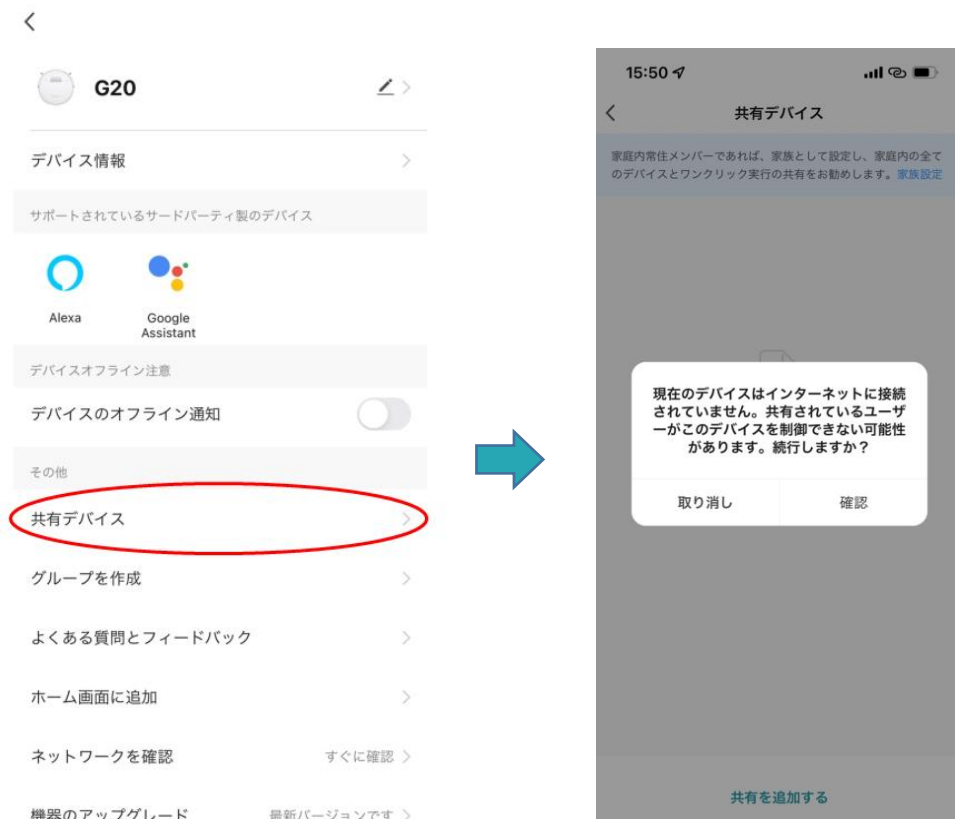 G20
デバイス情報
サポートされているサードパーティ製のデバイス
Alexa
Google
Assistant
デバイスオフライン注意
デバイスのオフライン通知
その他
共有デバイス
グループを作成
よくある質問とフィードバック
ホーム画面に追加
ネットワークを確認 すぐに確認
機器のアップグレード 最新バージョンです
15:50
共有デバイス
家庭内常住メンバーであれば、家族として設定し、家庭内の全て
のデバイスとワンクリック実行の共有をお勧めします。家族設定
現在のデバイスはインターネットに接続
されていません。共有されているユーザ
ーがこのデバイスを制御できない可能性
があります。続行しますか？
取り消し 確認
共有を追加する